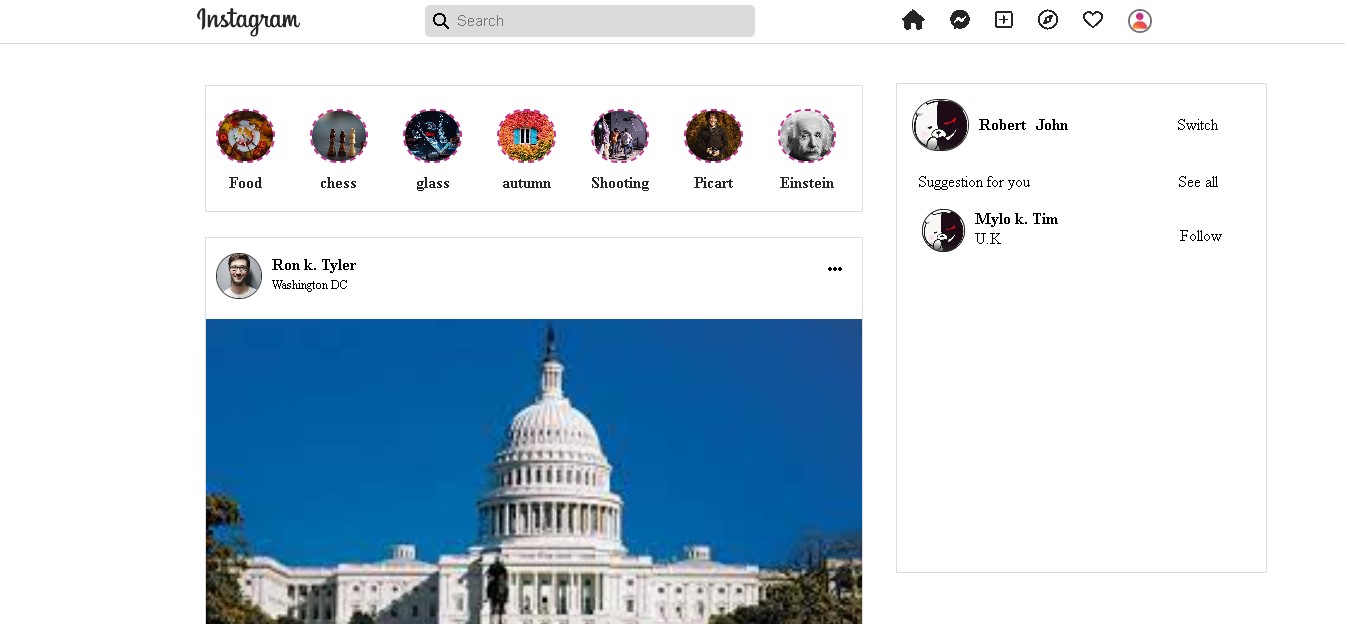 Instagram
Search
Food
chess
glass
autumn
Shooting
Picart
Einstein
Ron k. Tyler
Washington DC
Robert John
Switch
Suggestion for you
See all
Mylo k. Tim
U.K
Follow